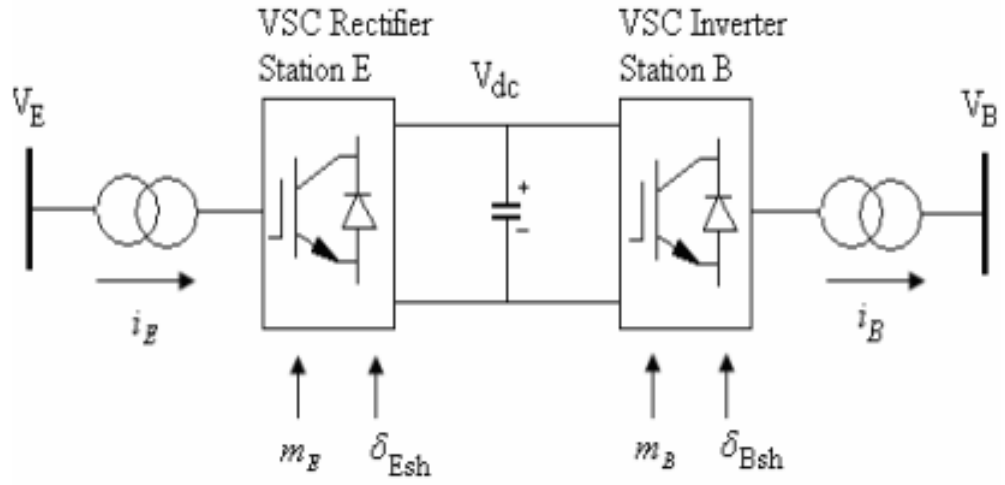 VSC Rectifier
Station E
VSC Inverter
Station B
V_E
V_dc
V_B
+
-
i_E
i_B
m_E
δ_Esh
m_B
δ_Bsh